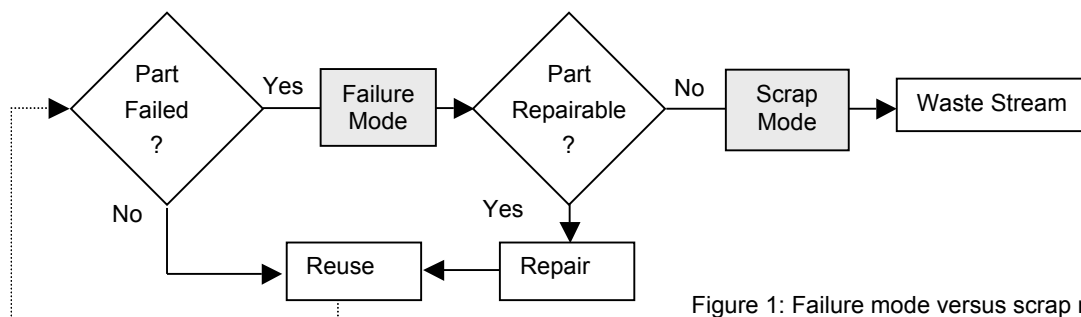 Part
Failed
?
Yes
Failure
Mode
Part
Repairable
?
No
Scrap
Mode
Waste Stream
No
Yes
Reuse
Repair
Figure 1: Failure mode versus scrap